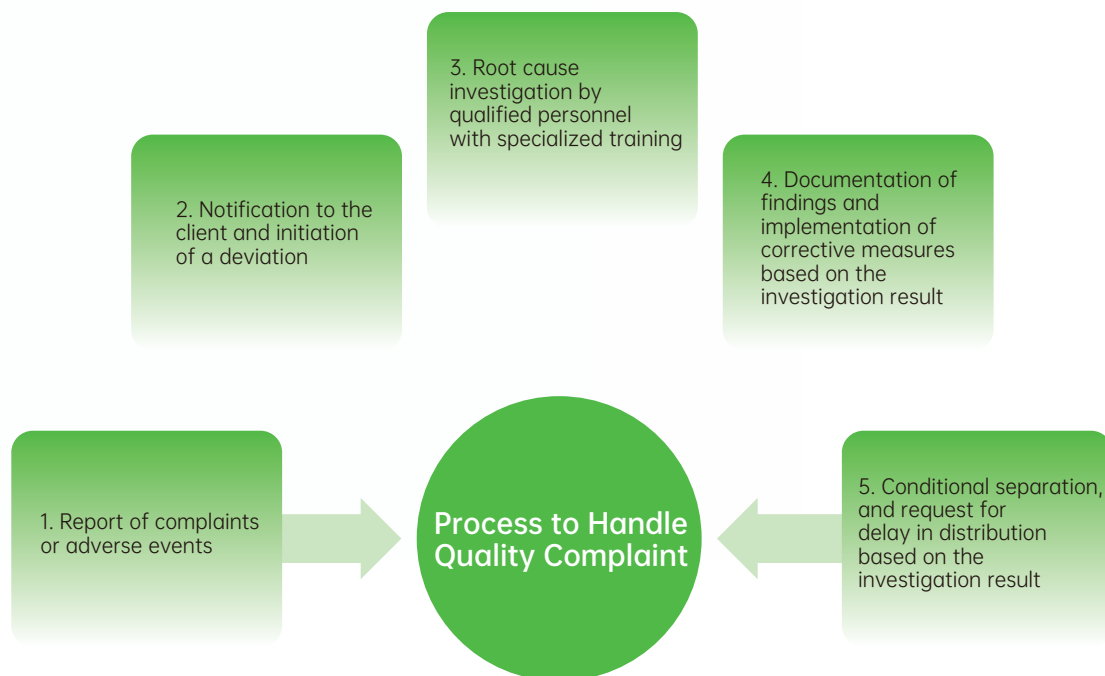 1. Report of complaints
or adverse events
2. Notification to the
client and initiation
of a deviation
3. Root cause
investigation by
qualified personnel
with specialized training
4. Documentation of
findings and
implementation of
corrective measures
based on the
investigation result
5. Conditional separation,
and request for
delay in distribution
based on the
investigation result
Process to Handle
Quality Complaint